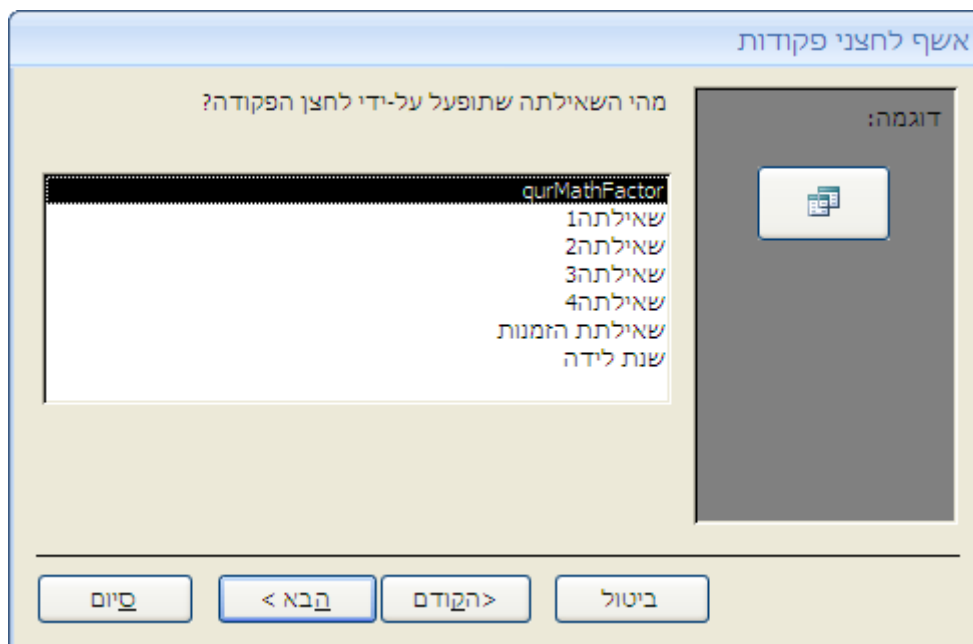 אשף לחצני פקודות
דוגמה:
מהי השאילתה שתופעל על-ידי לחצן הפקודה?
qurMathFactor
שאילתה1
שאילתה2
שאילתה3
שאילתה4
שאילתת הזמנות
שנת לידה
ביטול
<הקודם
הבא >
סיום